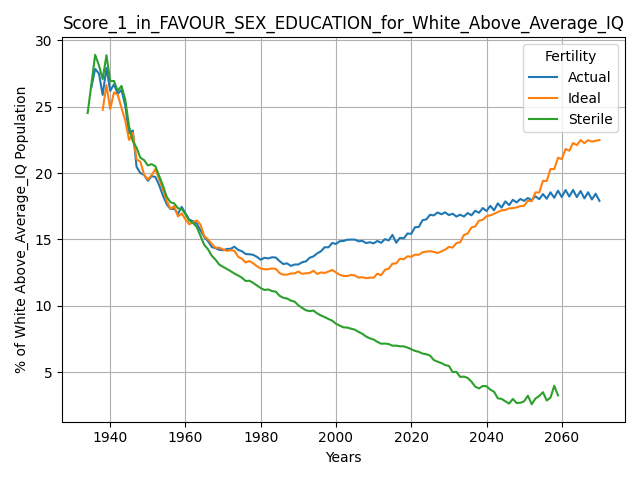 Score_1_in_FAVOUR_SEX_EDUCATION_for_White_Above_Average_IQ
% of White Above_Average_IQ Population
30
25
20
15
10
5
Fertility
Actual
Ideal
Sterile
1940 1960 1980 2000 2020 2040 2060
Years